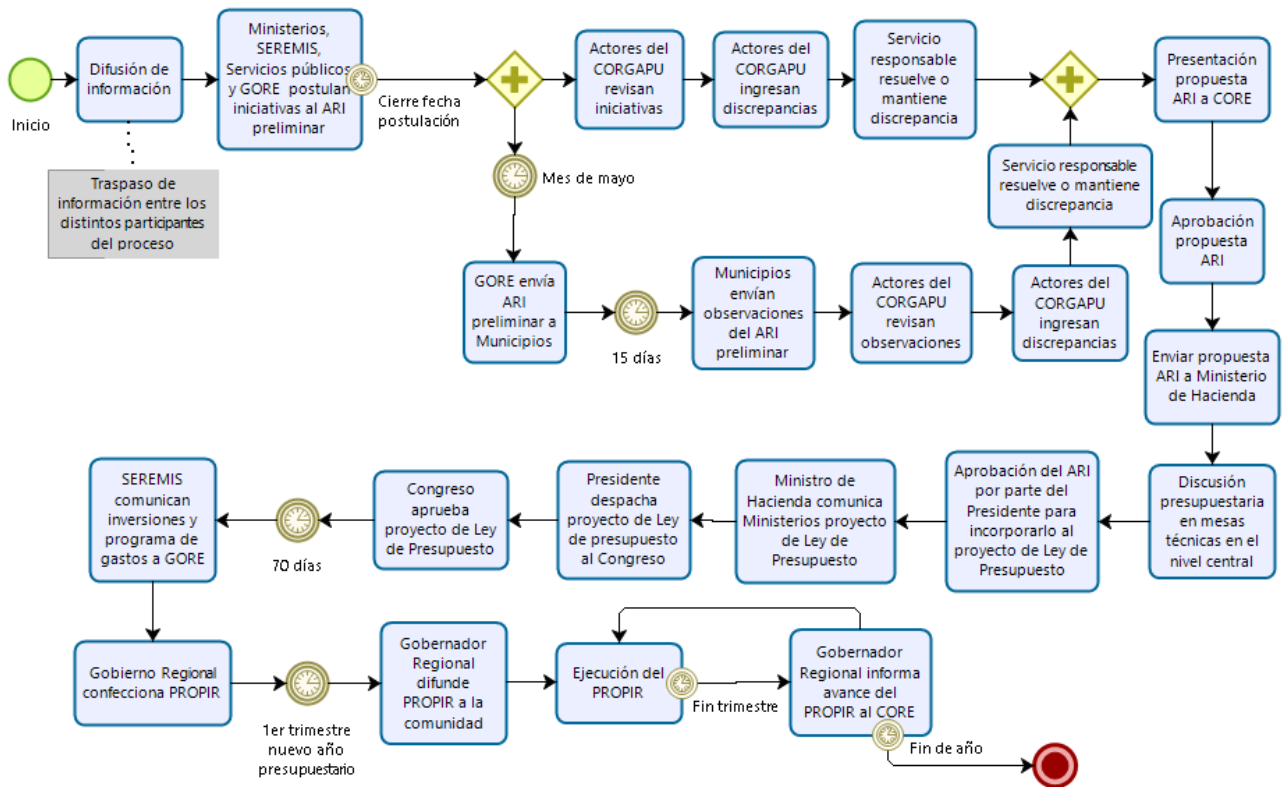 Inicio
Difusión de
información
Traspaso de
información entre los
distintos participantes
del proceso
Ministerios,
SEREMIS,
Servicios públicos
y GORE postulan
iniciativas al ARI
preliminar
Cierre fecha
postulación
Actores del
CORGAPU
revisan
iniciativas
Actores del
CORGAPU
ingresan
discrepancias
Servicio
responsable
resuelve o
mantiene
discrepancia
Presentación
propuesta
ARI a CORE
Mes de mayo
GORE envía
ARI
preliminar a
Municipios
15 días
Municipios
envían
observaciones
del ARI
preliminar
Actores del
CORGAPU
revisan
observaciones
Actores del
CORGAPU
ingresan
discrepancias
Servicio responsable
resuelve o mantiene
discrepancia
Aprobación
propuesta
ARI
Enviar propuesta
ARI a Ministerio
de Hacienda
Discusión
presupuestaria
en mesas
técnicas en el
nivel central
Aprobación del ARI
por parte del
Presidente para
incorporarlo al
proyecto de Ley de
Presupuesto
Ministro de
Hacienda comunica
Ministerios proyecto
de Ley de
Presupuesto
Presidente
despacha
proyecto de Ley
de presupuesto
al Congreso
Congreso
aprueba
proyecto de Ley
de Presupuesto
70 días
SEREMIS
comunican
inversiones y
programa de
gastos a GORE
Gobierno Regional
confecciona PROPIR
1er trimestre
nuevo año
presupuestario
Gobernador
Regional
difunde
PROPIR a la
comunidad
Ejecución del
PROPIR
Fin trimestre
Gobernador
Regional informa
avance del
PROPIR al CORE
Fin de año